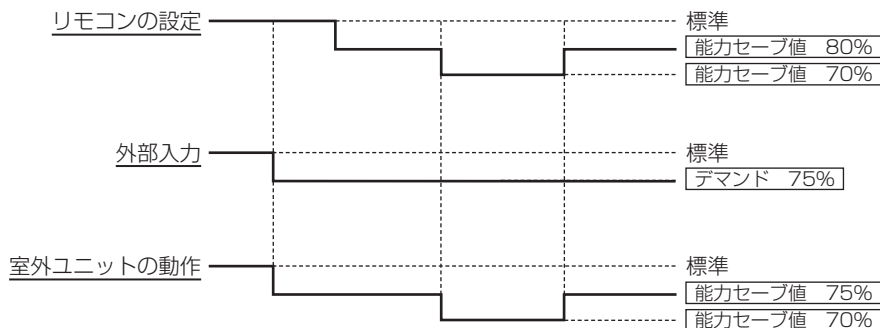 リモコンの設定
標準
能力セーブ値 80%
能力セーブ値 70%
外部入力
標準
デマンド 75%
室外ユニットの動作
標準
能力セーブ値 75%
能力セーブ値 70%